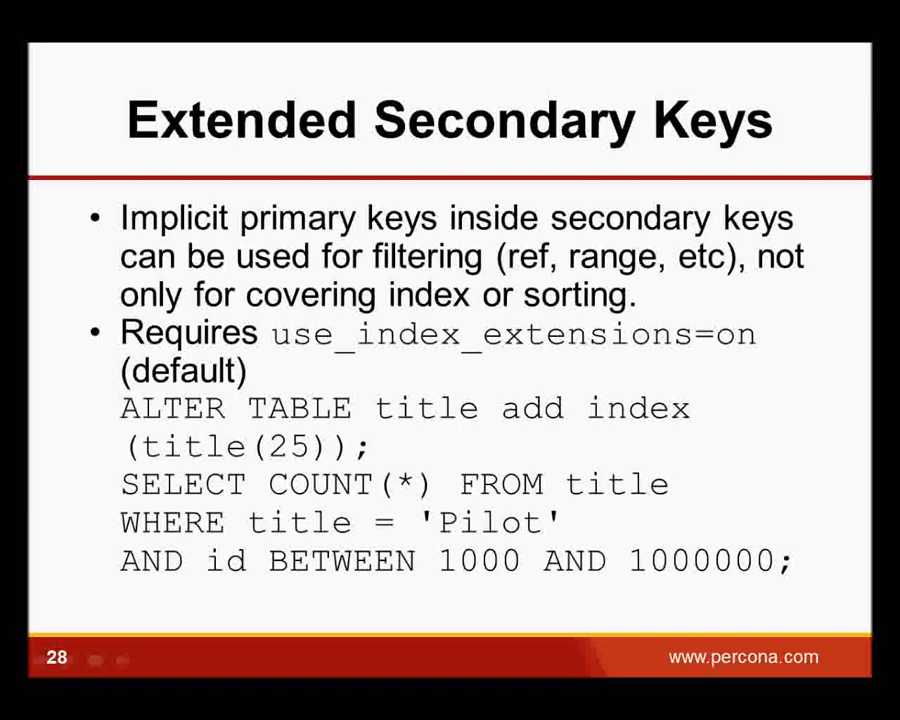 Extended Secondary Keys
• Implicit primary keys inside secondary keys
can be used for filtering (ref, range, etc), not
only for covering index or sorting.
• Requires use_index_extensions=on
(default)
ALTER TABLE title add index
(title(25));
SELECT COUNT(*) FROM title
WHERE title = 'Pilot'
AND id BETWEEN 1000 AND 1000000;
28
www.percona.com